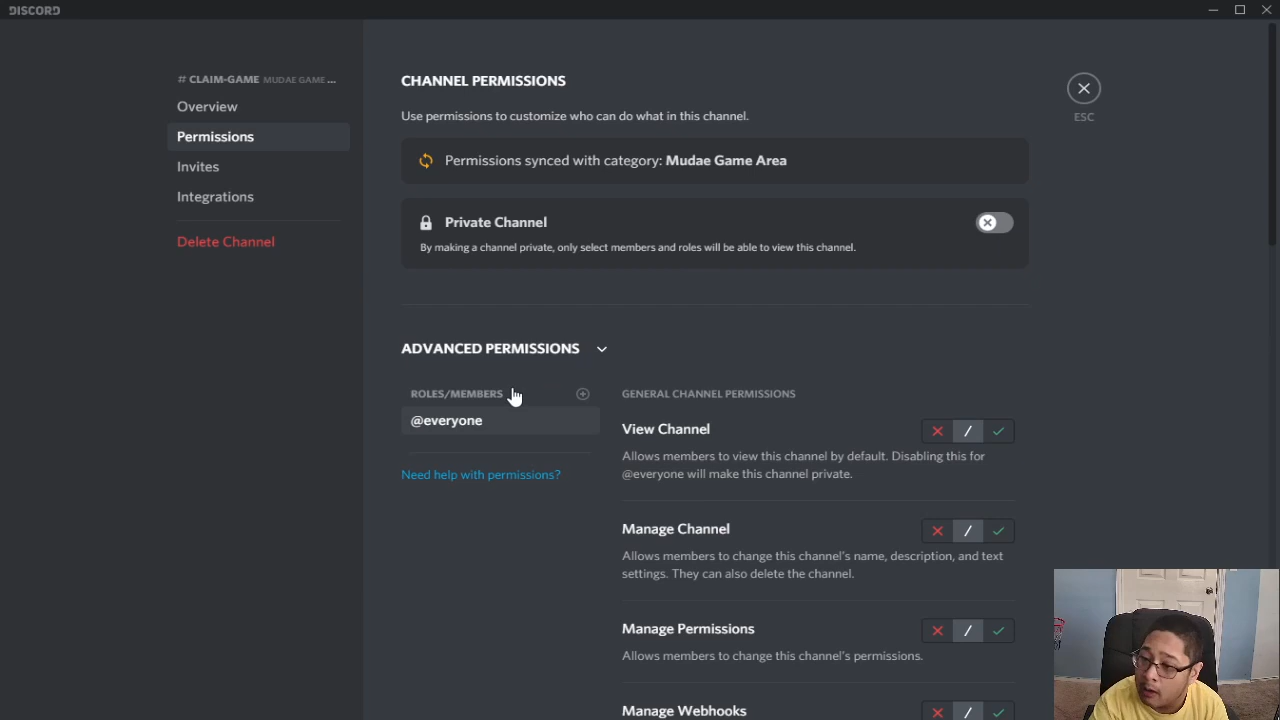 DISCORD
# CLAIM-GAME MUDAE GAME ...
Overview
Permissions
Invites
Integrations
Delete Channel
CHANNEL PERMISSIONS
Use permissions to customize who can do what in this channel.
Permissions synced with category: Mudae Game Area
Private Channel
By making a channel private, only select members and roles will be able to view this channel.
ESC
ADVANCED PERMISSIONS
ROLES/MEMBERS
@everyone
Need help with permissions?
GENERAL CHANNEL PERMISSIONS
View Channel
Allows members to view this channel by default. Disabling this for
@everyone will make this channel private.
Manage Channel
Allows members to change this channel's name, description, and text
settings. They can also delete the channel.
Manage Permissions
Allows members to change this channel's permissions.
Manage Webhooks